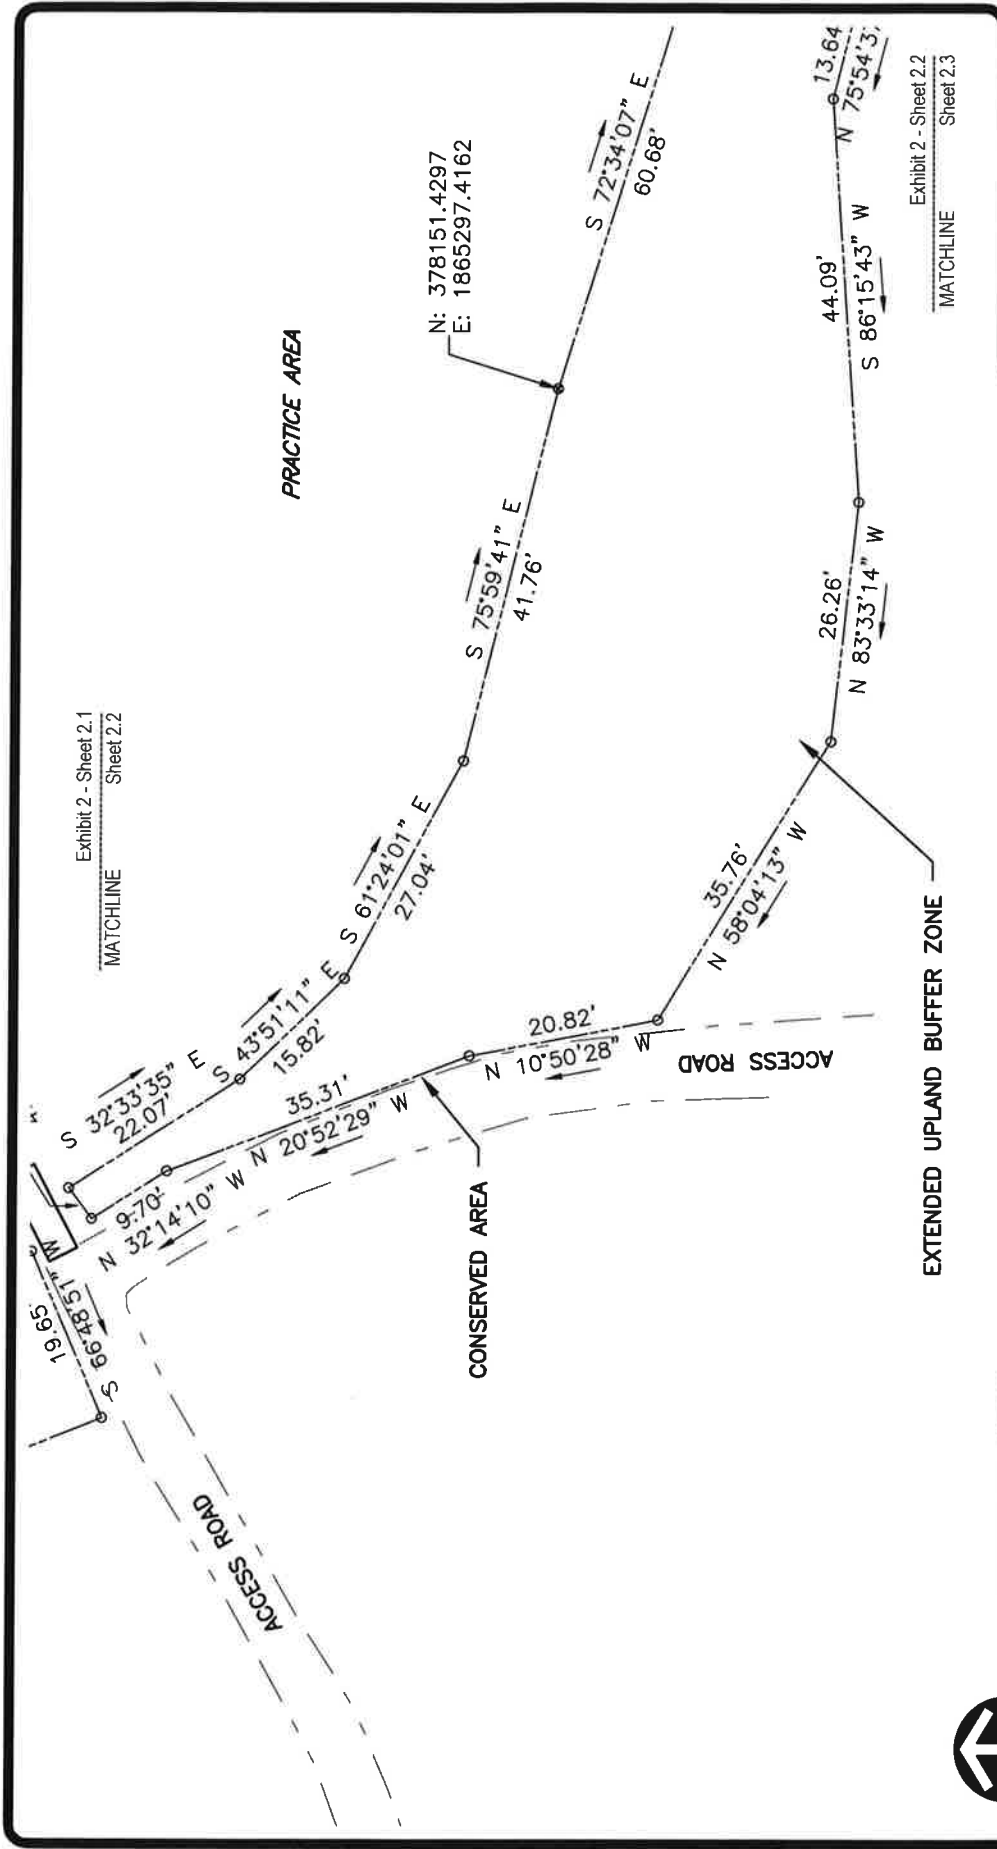 Exhibit 2 - Sheet 2.1
MATCHLINE Sheet 2.2
PRACTICE AREA
N: 378151.4297
E: 1865297.4162
S 32°33'35" E
22.07'
S 43°51'11" E
15.82'
S 61°24'01" E
27.04'
S 75°59'41" E
41.76'
S 72°34'07" E
60.68'
19.65'
S 66°48'51" W
9.70'
N 32°14'10" W
35.31'
N 20°52'29" W
20.82'
N 10°50'28" W
35.76'
N 58°04'13" W
26.26'
N 83°33'14" W
44.09'
S 86°15'43" W
13.64
N 75°54'3
ACCESS ROAD
ACCESS ROAD
CONSERVED AREA
EXTENDED UPLAND BUFFER ZONE
Exhibit 2 - Sheet 2.2
MATCHLINE Sheet 2.3